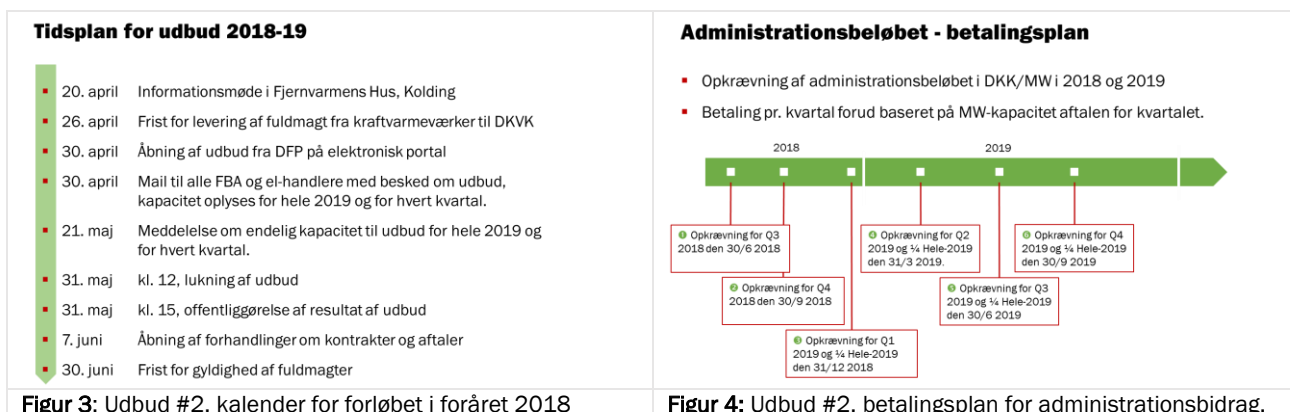 Tidsplan for udbud 2018-19
20. april Informationsmøde i Fjernvarmens Hus, Kolding
26. april Frist for levering af fuldmagt fra kraftvarmeværker til DKVK
30. april Åbning af udbud fra DFP på elektronisk portal
30. april Mail til alle FBA og el-handlere med besked om udbud,
kapacitet oplyses for hele 2019 og for hvert kvartal.
21. maj Meddelelse om endelig kapacitet til udbud for hele 2019 og
for hvert kvartal.
31. maj kl. 12, lukning af udbud
31. maj kl. 15, offentliggørelse af resultat af udbud
7. juni Åbning af forhandlinger om kontrakter og aftaler
30. juni Frist for gyldighed af fuldmagter
Figur 3: Udbud #2, kalender for forløbet i foråret 2018
Administrationsbeløbet - betalingsplan
Opkrævning af administrationsbeløbet i DKK/MW i 2018 og 2019
Betaling pr. kvartal forud baseret på MW-kapacitet aftalen for kvartalet.
2018 2019
1 Opkrævning for Q3
2018 den 30/6 2018
2 Opkrævning for Q4
2018 den 30/9 2018
3 Opkrævning for Q1
2019 og ¼ Hele-2019
den 31/12 2018
4 Opkrævning for Q2
2019 og ¼ Hele-2019
den 31/3 2019.
5 Opkrævning for Q3
2019 og ¼ Hele-2019
den 30/6 2019
6 Opkrævning for Q4
2019 og ¼ Hele-2019
den 30/9 2019
Figur 4: Udbud #2, betalingsplan for administrationsbidrag.